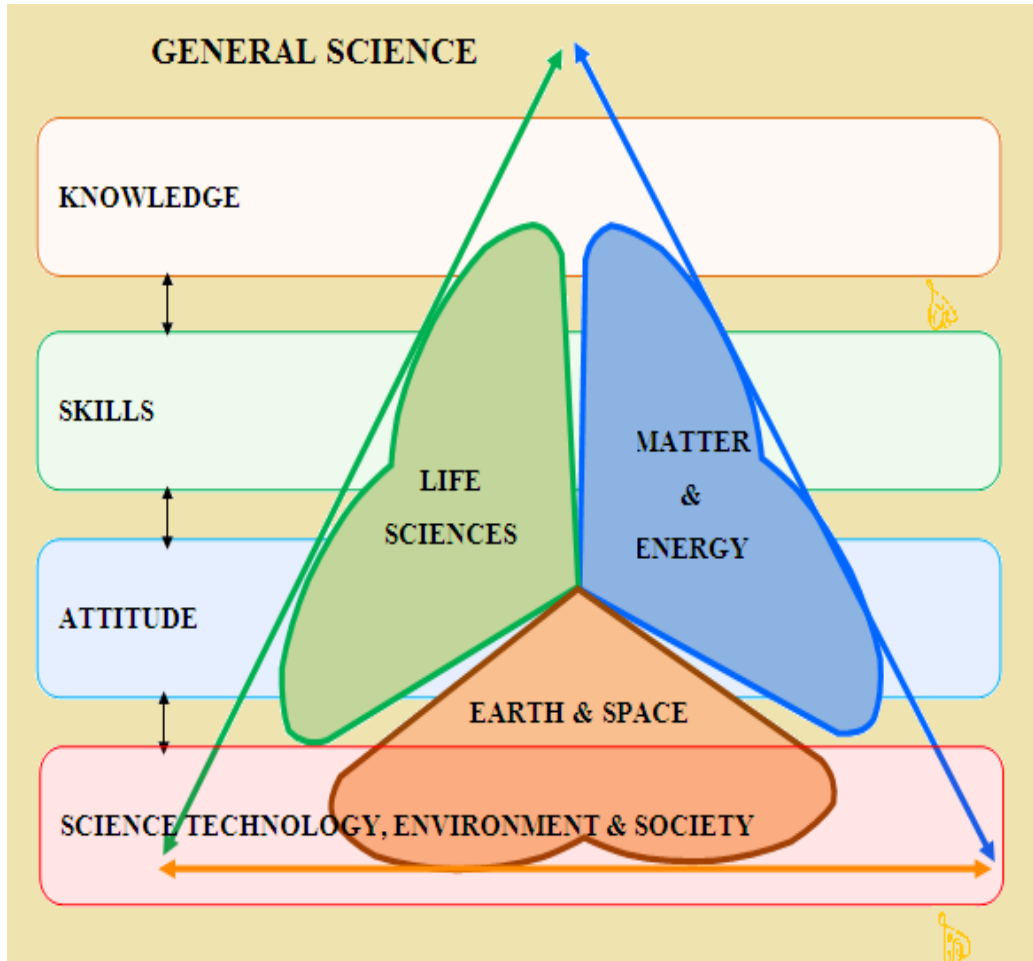 GENERAL SCIENCE
KNOWLEDGE
SKILLS
MATTER
&
ENERGY
LIFE
SCIENCES
ATTITUDE
EARTH & SPACE
SCIENCE TECHNOLOGY, ENVIRONMENT & SOCIETY